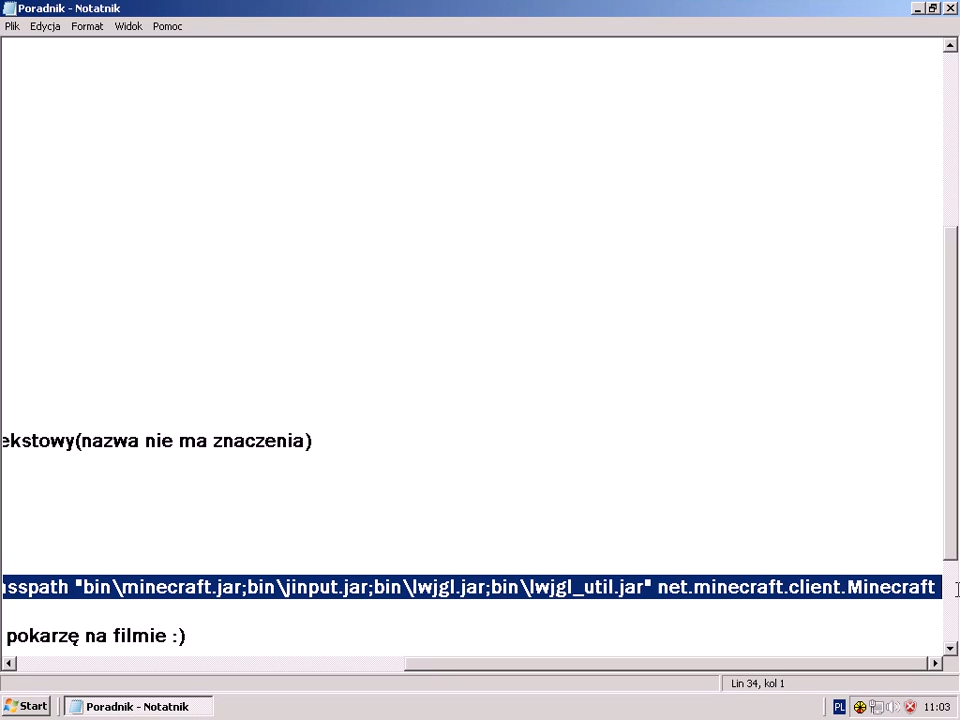 Poradnik - Notatnik
Plik Edycja Format Widok Pomoc
ekstowy(nazwa nie ma znaczenia)
sspath "bin\minecraft.jar;bin\jinput.jar;bin\lwjgl.jar;bin\lwjgl_util.jar" net.minecraft.client.Minecraft
pokarzę na filmie :)
Lin 34, kol 1
Start Poradnik - Notatnik PL 11:03